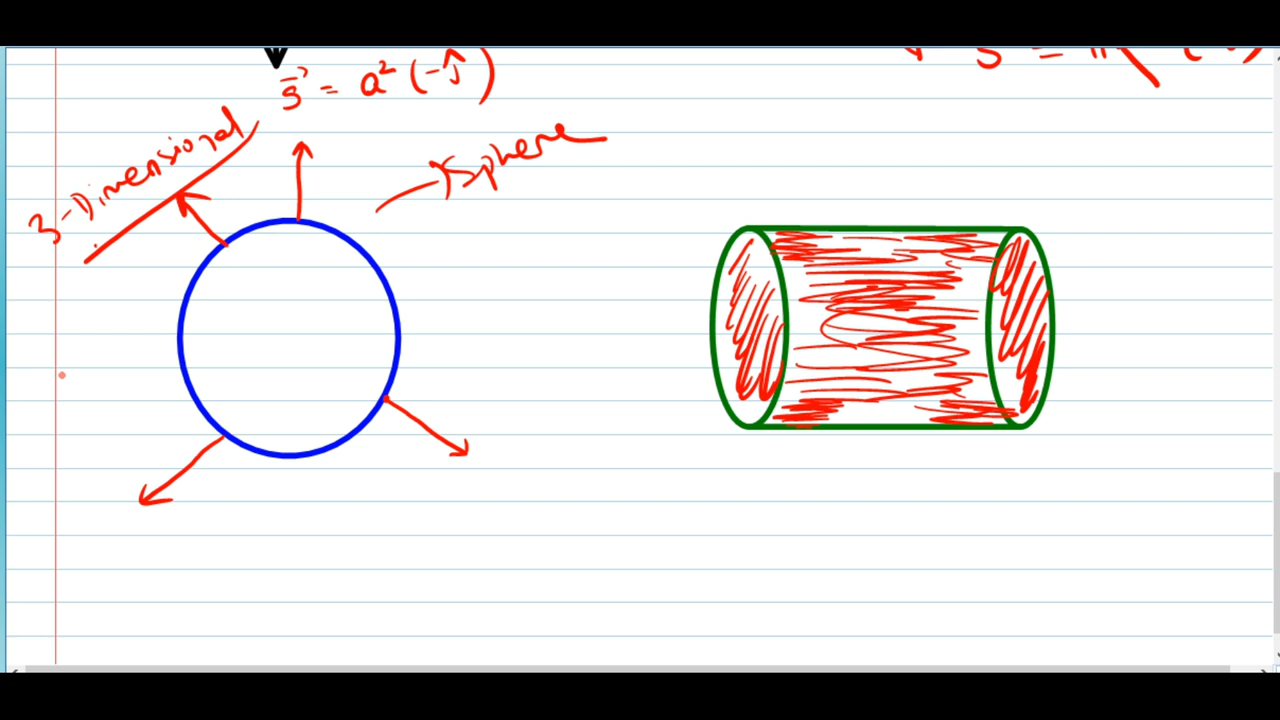 S⃗ = a² (-ĵ)
3-Dimensional
Sphere